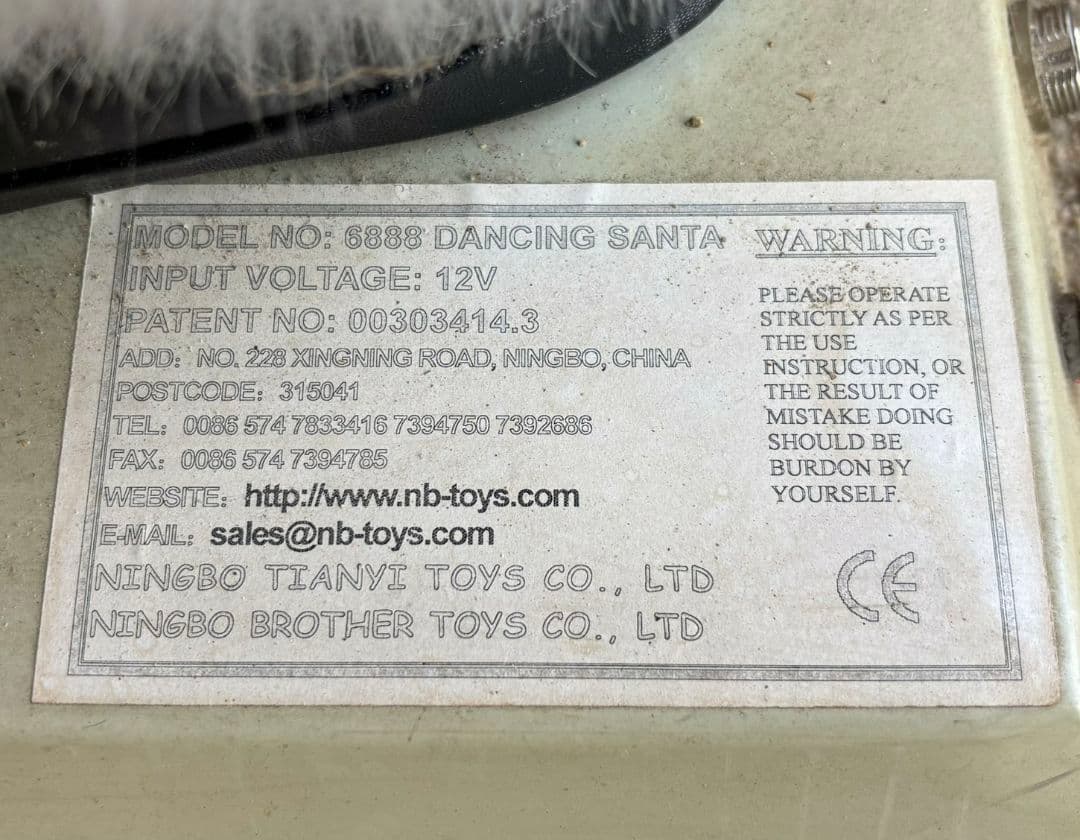 MODEL NO: 6888 DANCING SANTA
INPUT VOLTAGE: 12V
PATENT NO: 00303414.3
ADD: NO. 228 XINGNING ROAD, NINGBO, CHINA
POSTCODE: 315041
TEL: 0086 574 7833416 7394750 7392686
FAX: 0086 574 7394785
WEBSITE: http://www.nb-toys.com
E-MAIL: sales@nb-toys.com
NINGBO TIANYI TOYS CO., LTD
NINGBO BROTHER TOYS CO., LTD
WARNING:
PLEASE OPERATE
STRICTLY AS PER
THE USE
INSTRUCTION, OR
THE RESULT OF
MISTAKE DOING
SHOULD BE
BURDON BY
YOURSELF.
CE